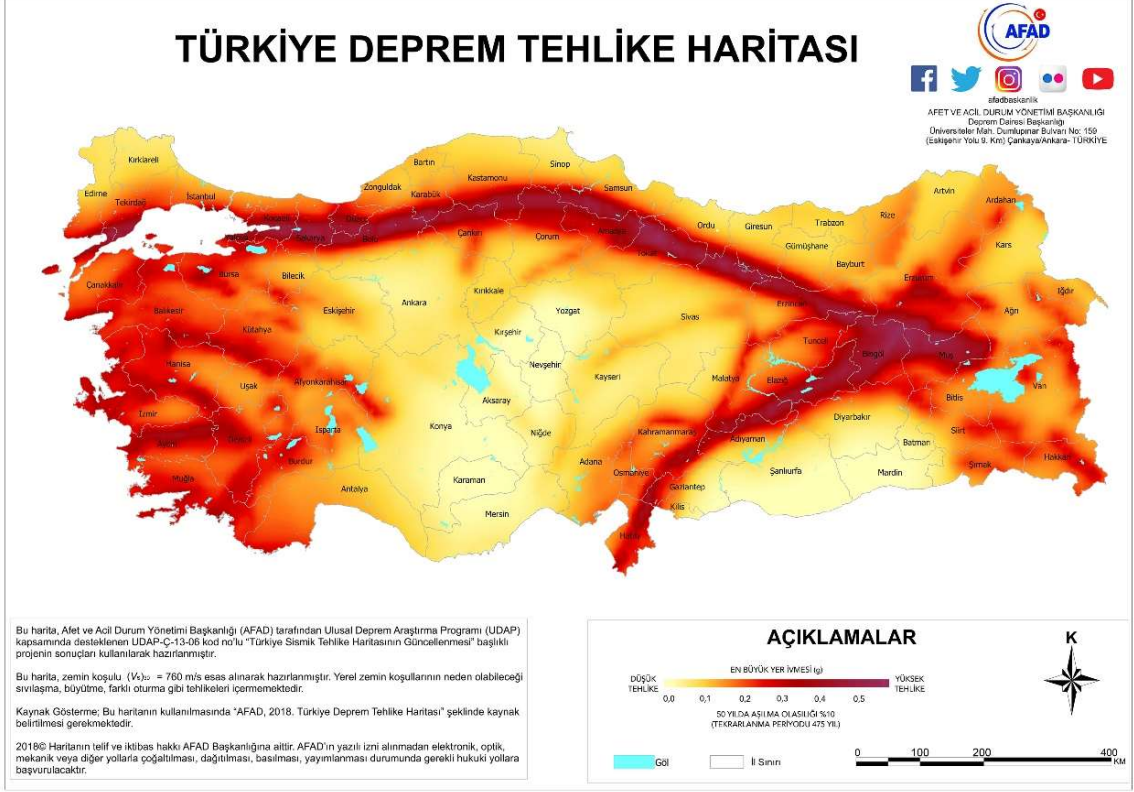 TÜRKİYE DEPREM TEHLİKE HARİTASI
AFAD
afadbaskanlik
AFET VE ACİL DURUM YÖNETİMİ BAŞKANLIĞI
Deprem Dairesi Başkanlığı
Üniversiteler Mah. Dumlupınar Bulvarı No: 159
(Eskişehir Yolu 9. Km) Çankaya/Ankara- TÜRKİYE
Kırklareli
Edirne
Tekirdağ
İstanbul
Kocaeli
Sakarya
Zonguldak
Bartın
Karabük
Kastamonu
Sinop
Samsun
Çankırı
Çorum
Amasya
Tokat
Ordu
Giresun
Trabzon
Rize
Artvin
Ardahan
Kars
Gümüşhane
Bayburt
Erzurum
Erzincan
Iğdır
Ağrı
Çanakkale
Balıkesir
Bursa
Bilecik
Eskişehir
Kütahya
Ankara
Kırıkkale
Kırşehir
Yozgat
Sivas
Tunceli
Bingöl
Muş
Van
Bitlis
Manisa
Uşak
Afyonkarahisar
Nevşehir
Kayseri
Aksaray
Malatya
Elazığ
Diyarbakır
Batman
Siirt
Şırnak
Hakkari
İzmir
Aydın
Denizli
Isparta
Burdur
Muğla
Antalya
Konya
Karaman
Niğde
Mersin
Adana
Osmaniye
Kahramanmaraş
Adıyaman
Gaziantep
Kilis
Hatay
Şanlıurfa
Mardin
Bu harita, Afet ve Acil Durum Yönetimi Başkanlığı (AFAD) tarafından Ulusal Deprem Araştırma Programı (UDAP)
kapsamında desteklenen UDAP-Ç-13-06 kod no'lu "Türkiye Sismik Tehlike Haritasının Güncellenmesi" başlıklı
projenin sonuçları kullanılarak hazırlanmıştır.
Bu harita, zemin koşulu (Vs)30 = 760 m/s esas alınarak hazırlanmıştır. Yerel zemin koşullarının neden olabileceği
sıvılaşma, büyütme, farklı oturma gibi tehlikeleri içermemektedir.
Kaynak Gösterme; Bu haritanın kullanılmasında "AFAD, 2018. Türkiye Deprem Tehlike Haritası" şeklinde kaynak
belirtilmesi gerekmektedir.
2018© Haritanın telif ve iktibas hakkı AFAD Başkanlığına aittir. AFAD'ın yazılı izni alınmadan elektronik, optik,
mekanik veya diğer yollarla çoğaltılması, dağıtılması, basılması, yayımlanması durumunda gerekli hukuki yollara
başvurulacaktır.
AÇIKLAMALAR
EN BÜYÜK YER İVMESİ (g)
DÜŞÜK
TEHLİKE
YÜKSEK
TEHLİKE
0,0 0,1 0,2 0,3 0,4 0,5
50 YILDA AŞILMA OLASILIĞI %10
(TEKRARLANMA PERİYODU 475 YIL)
Göl
İl Sınırı
K
0 100 200 400
KM